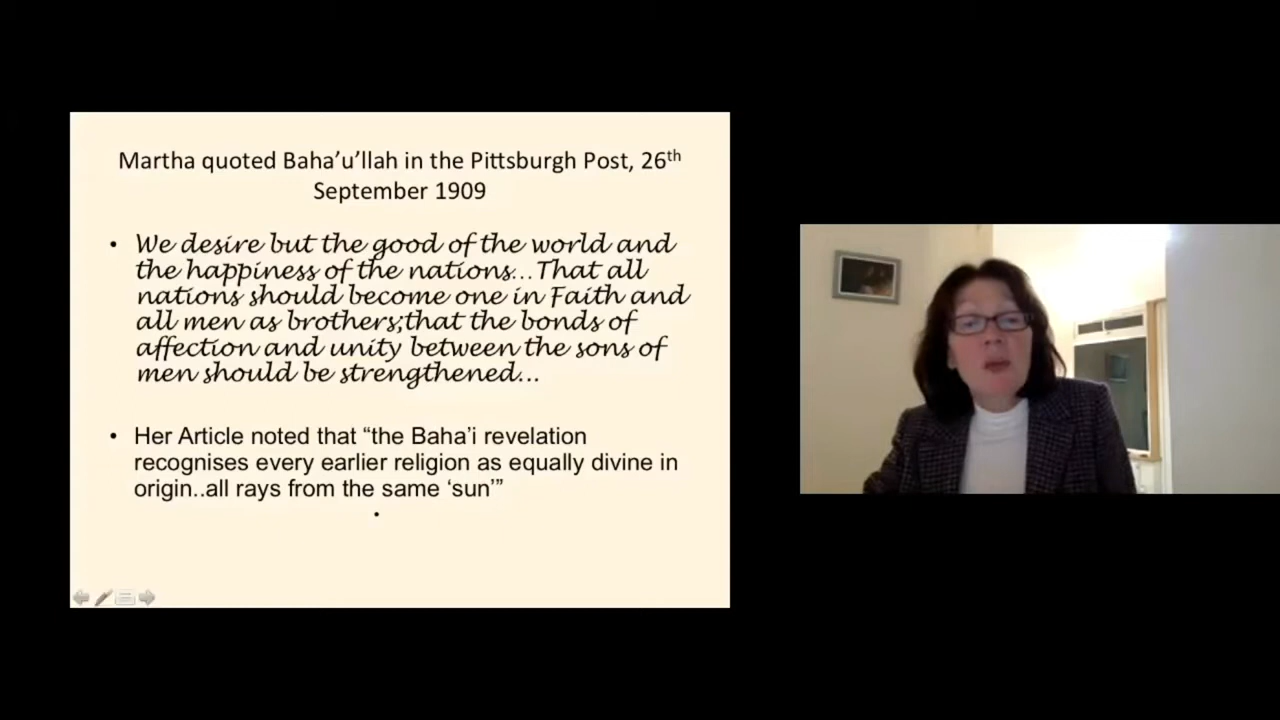 Martha quoted Baha’u’llah in the Pittsburgh Post, 26th
September 1909
• We desire but the good of the world and
the happiness of the nations...That all
nations should become one in Faith and
all men as brothers;that the bonds of
affection and unity between the sons of
men should be strengthened...
• Her Article noted that “the Baha’i revelation
recognises every earlier religion as equally divine in
origin..all rays from the same ‘sun’”
•